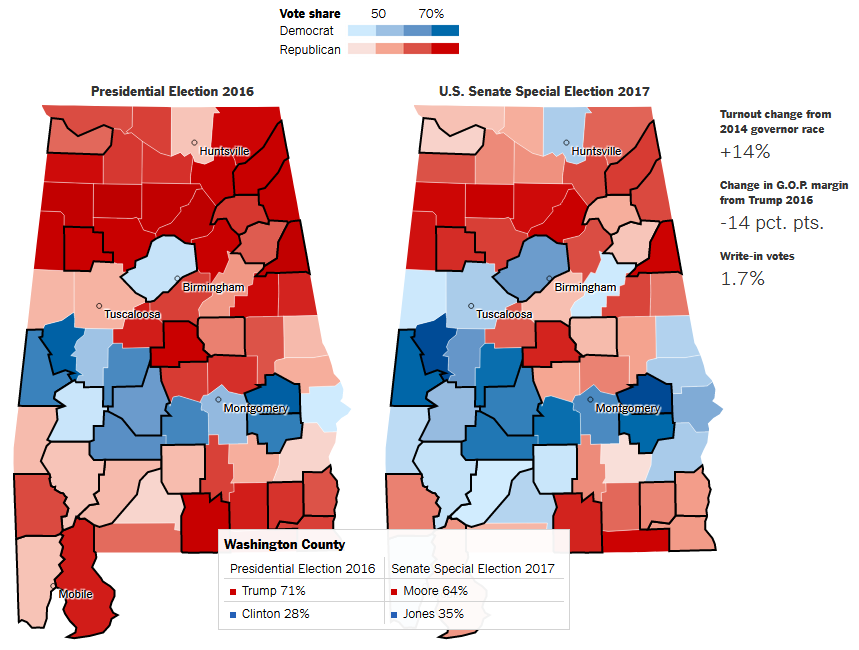 Vote share 50 70%
Democrat
Republican
Presidential Election 2016
U.S. Senate Special Election 2017
Turnout change from
2014 governor race
+14%
Change in G.O.P. margin
from Trump 2016
-14 pct. pts.
Write-in votes
1.7%
Huntsville
Birmingham
Tuscaloosa
Montgomery
Mobile
Huntsville
Birmingham
Tuscaloosa
Montgomery
Washington County
Presidential Election 2016 Senate Special Election 2017
Trump 71% Moore 64%
Clinton 28% Jones 35%